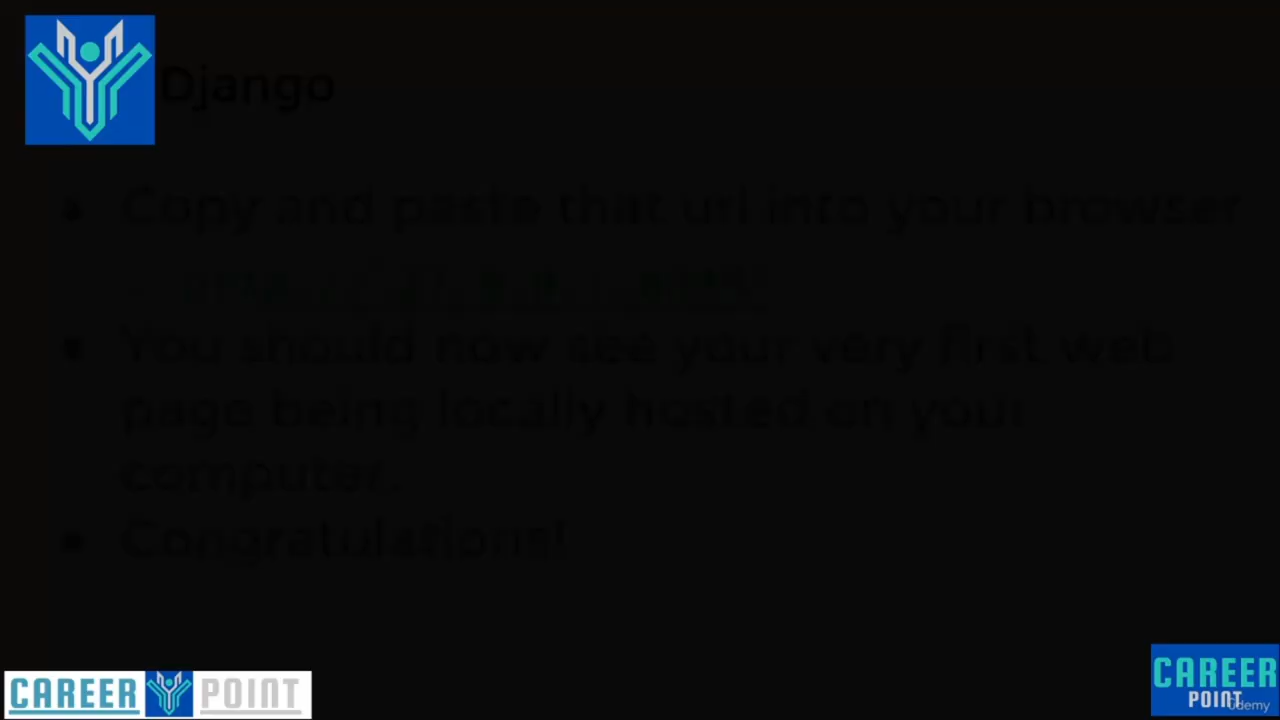 Django
Copy and paste that url into your browser
You should now see your very first web
page being locally hosted on your
computer.
Congratulations!
CAREER POINT
CAREER
POINT
udemy